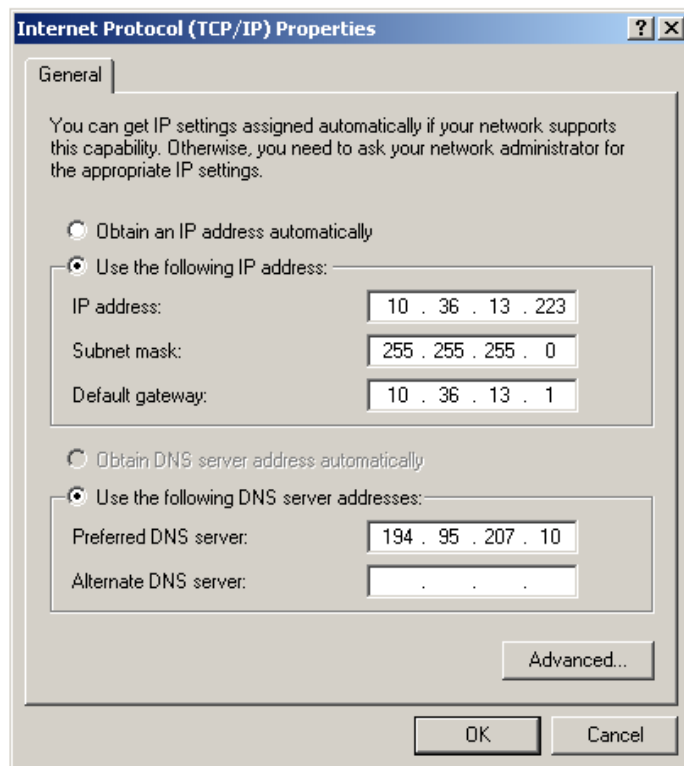 Internet Protocol (TCP/IP) Properties
General
You can get IP settings assigned automatically if your network supports
this capability. Otherwise, you need to ask your network administrator for
the appropriate IP settings.
Obtain an IP address automatically
Use the following IP address:
IP address: 10 . 36 . 13 . 223
Subnet mask: 255 . 255 . 255 . 0
Default gateway: 10 . 36 . 13 . 1
Obtain DNS server address automatically
Use the following DNS server addresses:
Preferred DNS server: 194 . 95 . 207 . 10
Alternate DNS server: . . .
Advanced...
OK Cancel